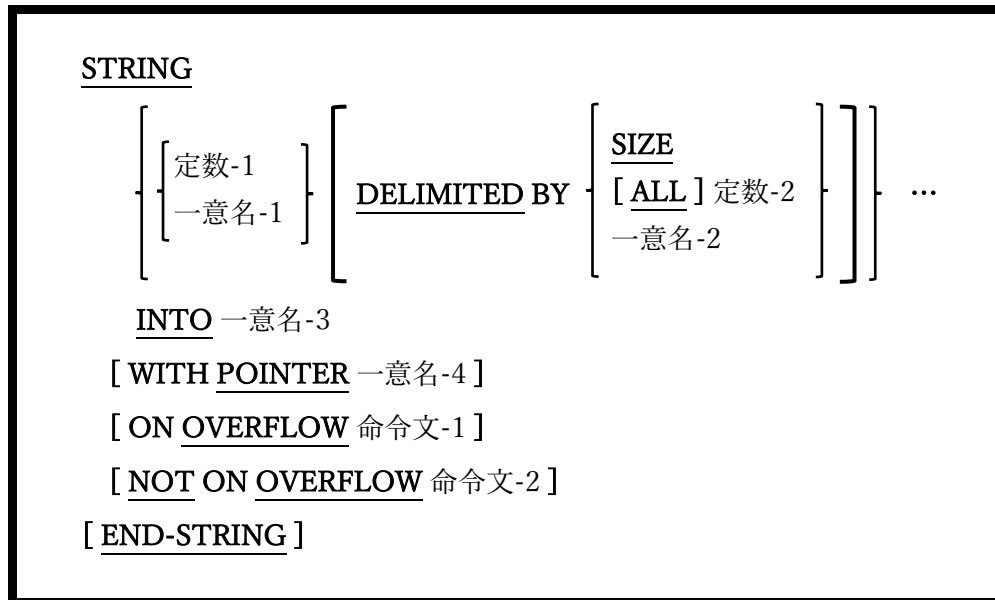 STRING
定数-1
一意名-1
DELIMITED BY
SIZE
[ ALL ] 定数-2
一意名-2
…
INTO 一意名-3
[ WITH POINTER 一意名-4 ]
[ ON OVERFLOW 命令文-1 ]
[ NOT ON OVERFLOW 命令文-2 ]
[ END-STRING ]